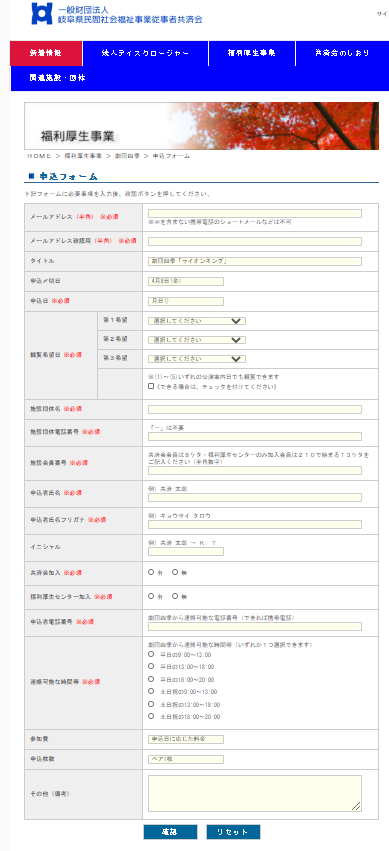 一般財団法人
岐阜県民間社会福祉事業従事者共済会
サイ
新着情報
法人ディスクロージャー
福利厚生事業
共済会のしおり
関連施設・団体
福利厚生事業
HOME > 福利厚生事業 > 劇団四季 > 申込フォーム
■ 申込フォーム
下記フォームに必要事項を入力後、確認ボタンを押してください。
メールアドレス（半角） ※必須
※@を含まない携帯電話のショートメールなどは不可
メールアドレス確認用（半角） ※必須
タイトル
劇団四季「ライオンキング」
申込〆切日
4月9日(金)
申込日 ※必須
月日()
観覧希望日 ※必須
第１希望
選択してください
第２希望
選択してください
第３希望
選択してください
※(1)～(5)いずれの公演案内日でも観覧できます
(できる場合は、チェックを付けてください)
施設団体名 ※必須
施設団体電話番号 ※必須
「－」は不要
施設会員番号 ※必須
共済会会員は８ケタ・福利厚生センターのみ加入会員は２１０で始まる１３ケタを
ご記入ください（半角数字）
申込者氏名 ※必須
例）共済 太郎
申込者氏名フリガナ ※必須
例）キョウサイ タロウ
イニシャル
例）共済 太郎 → K．T
共済会加入 ※必須
有 無
福利厚生センター加入 ※必須
有 無
申込者電話番号 ※必須
劇団四季から連絡可能な電話番号（できれば携帯電話）
連絡可能な時間帯 ※必須
劇団四季から連絡可能な時間帯（いずれか１つ選択できます）
平日の9:00～13:00
平日の13:00～18:00
平日の18:00～20:00
土日祝の9:00～13:00
土日祝の13:00～18:00
土日祝の18:00～20:00
参加費
申込日に応じた料金
申込枚数
ペア1枚
その他（備考）
確認
リセット